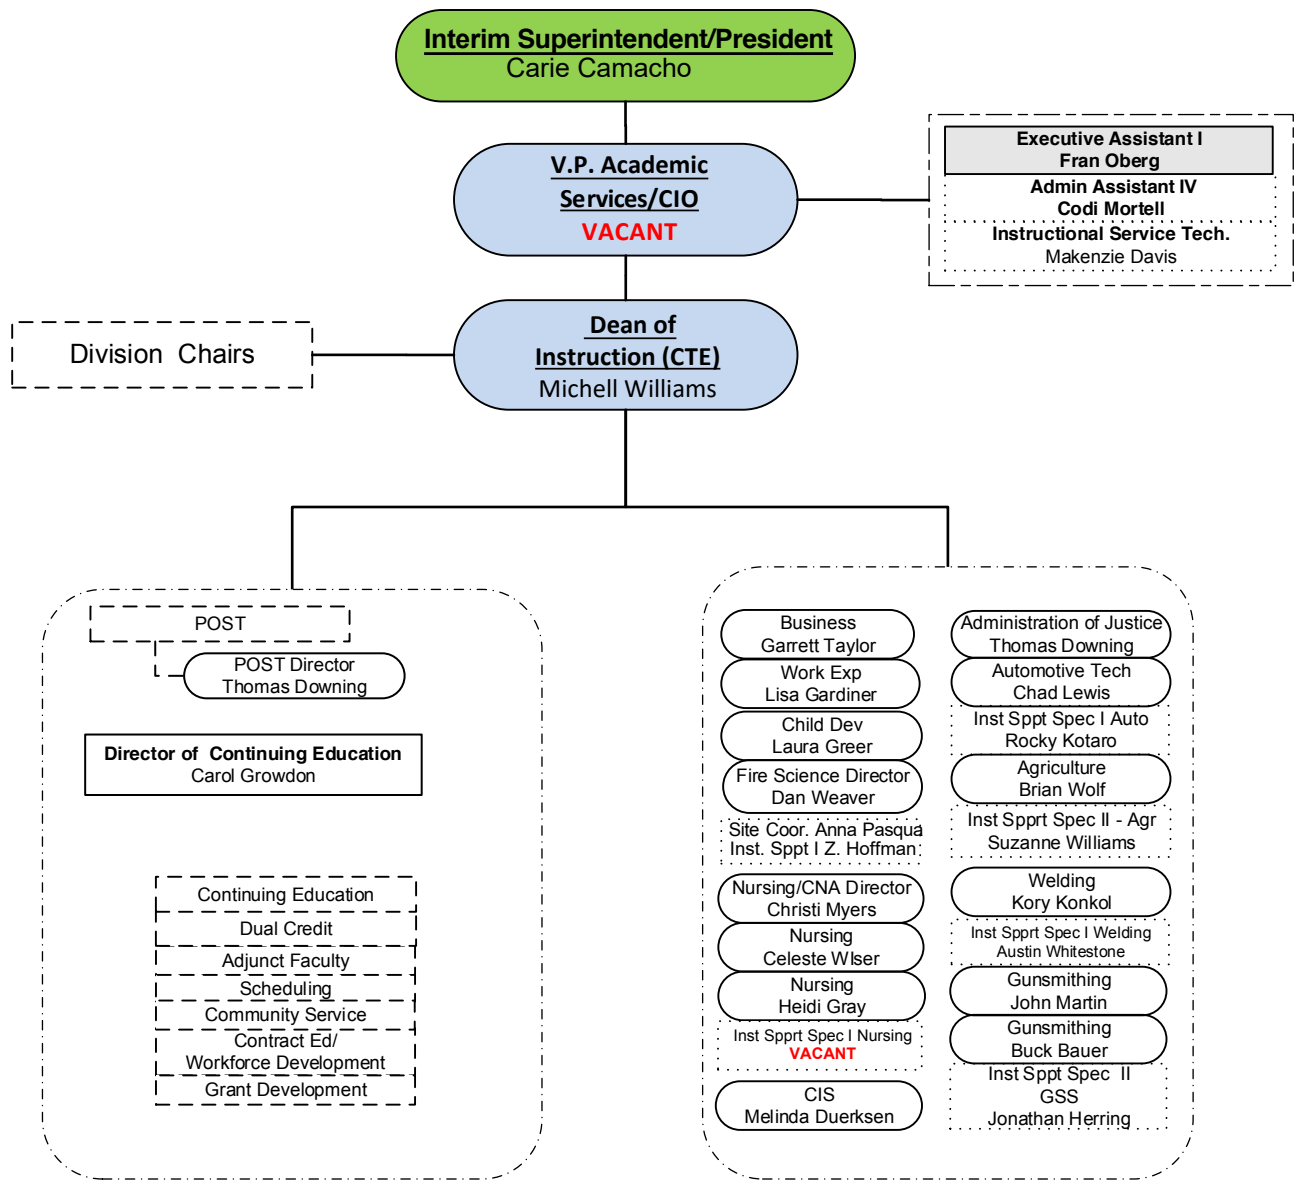 Interim Superintendent/President
Carie Camacho
V.P. Academic
Services/CIO
VACANT
Executive Assistant I
Fran Oberg
Admin Assistant IV
Codi Mortell
Instructional Service Tech.
Makenzie Davis
Division Chairs
Dean of
Instruction (CTE)
Michell Williams
POST
POST Director
Thomas Downing
Director of Continuing Education
Carol Growdon
Continuing Education
Dual Credit
Adjunct Faculty
Scheduling
Community Service
Contract Ed/
Workforce Development
Grant Development
Business
Garrett Taylor
Work Exp
Lisa Gardiner
Child Dev
Laura Greer
Fire Science Director
Dan Weaver
Site Coor. Anna Pasqua
Inst. Sppt I Z. Hoffman
Nursing/CNA Director
Christi Myers
Nursing
Celeste WIser
Nursing
Heidi Gray
Inst Spprt Spec I Nursing
VACANT
CIS
Melinda Duerksen
Administration of Justice
Thomas Downing
Automotive Tech
Chad Lewis
Inst Sppt Spec I Auto
Rocky Kotaro
Agriculture
Brian Wolf
Inst Spprt Spec II - Agr
Suzanne Williams
Welding
Kory Konkol
Inst Spprt Spec I Welding
Austin Whitestone
Gunsmithing
John Martin
Gunsmithing
Buck Bauer
Inst Sppt Spec II
GSS
Jonathan Herring